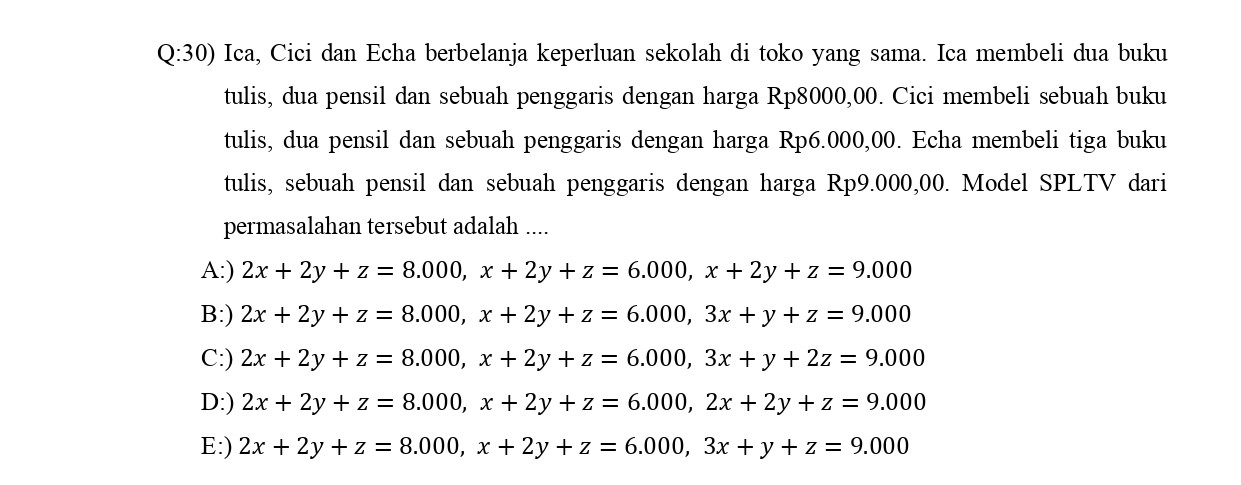 Q:30) Ica, Cici dan Echa berbelanja keperluan sekolah di toko yang sama. Ica membeli dua buku
tulis, dua pensil dan sebuah penggaris dengan harga Rp8000,00. Cici membeli sebuah buku
tulis, dua pensil dan sebuah penggaris dengan harga Rp6.000,00. Echa membeli tiga buku
tulis, sebuah pensil dan sebuah penggaris dengan harga Rp9.000,00. Model SPLTV dari
permasalahan tersebut adalah ....
A:) 2x + 2y + z = 8.000, x + 2y + z = 6.000, x + 2y + z = 9.000
B:) 2x + 2y + z = 8.000, x + 2y + z = 6.000, 3x + y + z = 9.000
C:) 2x + 2y + z = 8.000, x + 2y + z = 6.000, 3x + y + 2z = 9.000
D:) 2x + 2y + z = 8.000, x + 2y + z = 6.000, 2x + 2y + z = 9.000
E:) 2x + 2y + z = 8.000, x + 2y + z = 6.000, 3x + y + z = 9.000